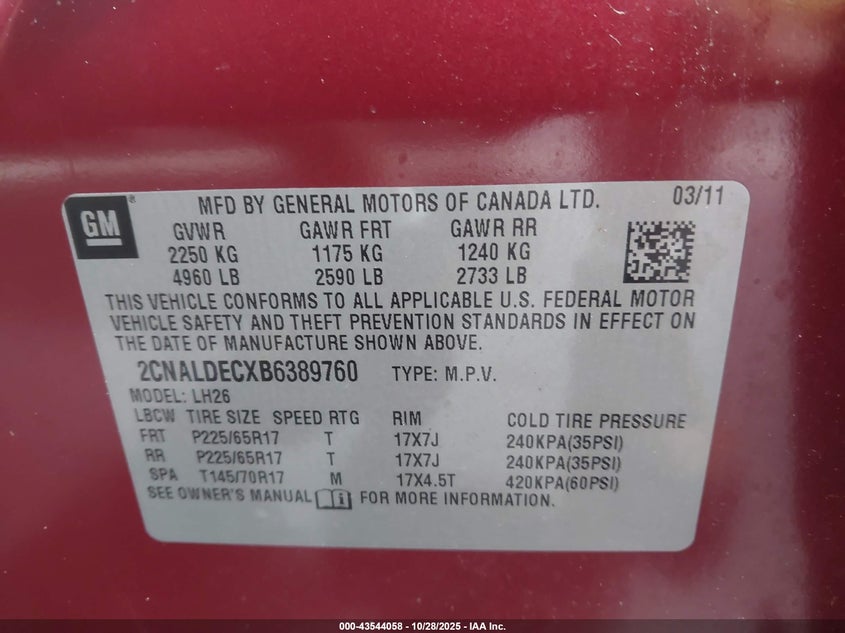 GM ® MFD BY GENERAL MOTORS OF CANADA LTD. 03/11
GVWR GAWR FRT GAWR RR
2250 KG 1175 KG 1240 KG
4960 LB 2590 LB 2733 LB
THIS VEHICLE CONFORMS TO ALL APPLICABLE U.S. FEDERAL MOTOR
VEHICLE SAFETY AND THEFT PREVENTION STANDARDS IN EFFECT ON
THE DATE OF MANUFACTURE SHOWN ABOVE.
2CNALDECXB6389760 TYPE: M.P.V.
MODEL: LH26
LBCW TIRE SIZE SPEED RTG RIM COLD TIRE PRESSURE
FRT P225/65R17 T 17X7J 240KPA(35PSI)
RR P225/65R17 T 17X7J 240KPA(35PSI)
SPA T145/70R17 M 17X4.5T 420KPA(60PSI)
SEE OWNER'S MANUAL FOR MORE INFORMATION.
000-43544058 - 10/28/2025 - IAA Inc.